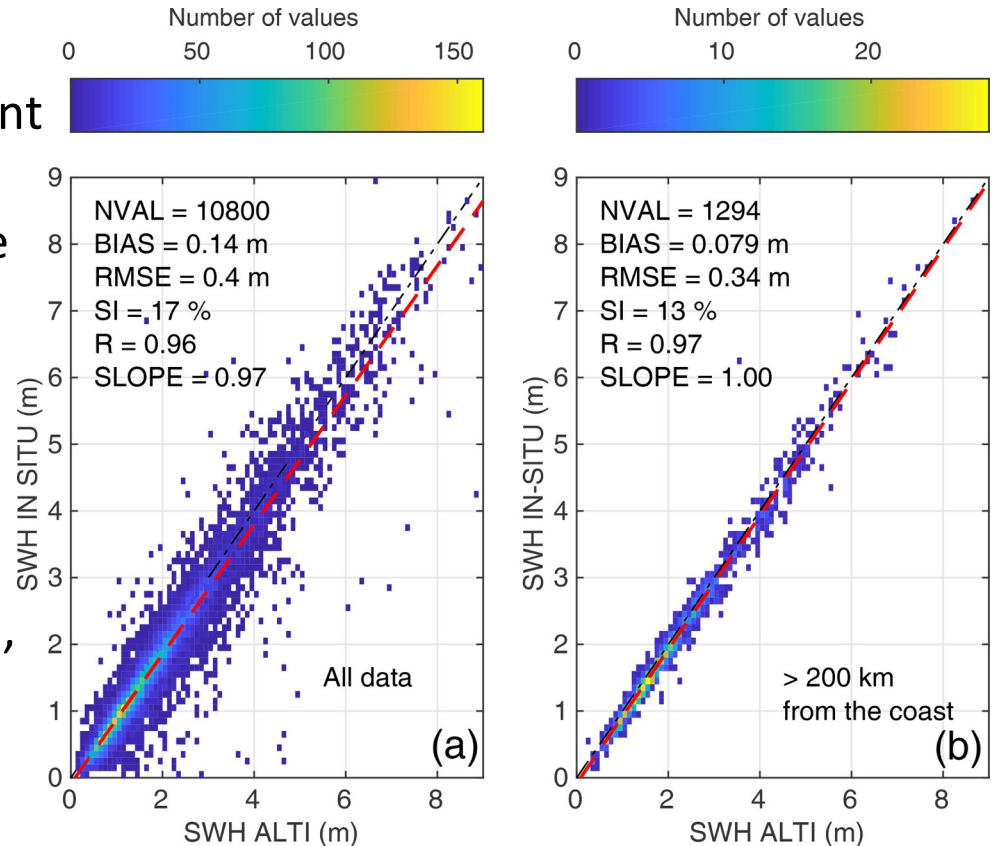 Number of values
0 50 100 150
nt
e
,
9
8
7
6
5
4
3
2
1
0
SWH IN SITU (m)
NVAL = 10800
BIAS = 0.14 m
RMSE = 0.4 m
SI = 17 %
R = 0.96
SLOPE = 0.97
All data
(a)
0 2 4 6 8
SWH ALTI (m)
Number of values
0 10 20
9
8
7
6
5
4
3
2
1
0
SWH IN-SITU (m)
NVAL = 1294
BIAS = 0.079 m
RMSE = 0.34 m
SI = 13 %
R = 0.97
SLOPE = 1.00
> 200 km
from the coast
(b)
0 2 4 6 8
SWH ALTI (m)